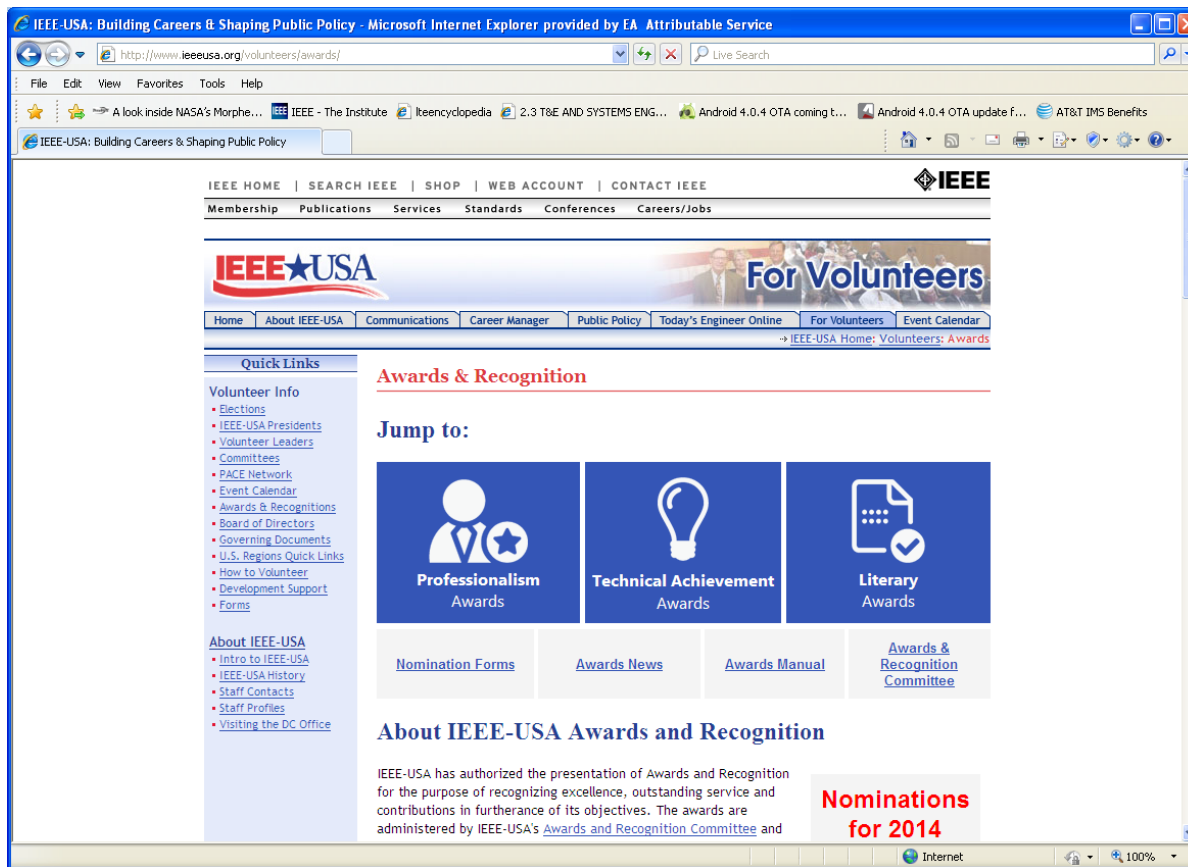 IEEE-USA: Building Careers & Shaping Public Policy - Microsoft Internet Explorer provided by EA Attributable Service
http://www.ieeeusa.org/volunteers/awards/
Live Search
File Edit View Favorites Tools Help
A look inside NASA's Morphe... IEEE IEEE - The Institute lteencyclopedia 2.3 T&E AND SYSTEMS ENG... Android 4.0.4 OTA coming t... Android 4.0.4 OTA update f... AT&T IMS Benefits
IEEE-USA: Building Careers & Shaping Public Policy
IEEE HOME | SEARCH IEEE | SHOP | WEB ACCOUNT | CONTACT IEEE
IEEE
Membership Publications Services Standards Conferences Careers/Jobs
IEEE★USA
For Volunteers
Home About IEEE-USA Communications Career Manager Public Policy Today's Engineer Online For Volunteers Event Calendar
IEEE-USA Home: Volunteers: Awards
Quick Links
Volunteer Info
Elections
IEEE-USA Presidents
Volunteer Leaders
Committees
PACE Network
Event Calendar
Awards & Recognitions
Board of Directors
Governing Documents
U.S. Regions Quick Links
How to Volunteer
Development Support
Forms
About IEEE-USA
Intro to IEEE-USA
IEEE-USA History
Staff Contacts
Staff Profiles
Visiting the DC Office
Awards & Recognition
Jump to:
Professionalism
Awards
Technical Achievement
Awards
Literary
Awards
Nomination Forms
Awards News
Awards Manual
Awards &
Recognition
Committee
About IEEE-USA Awards and Recognition
IEEE-USA has authorized the presentation of Awards and Recognition
for the purpose of recognizing excellence, outstanding service and
contributions in furtherance of its objectives. The awards are
administered by IEEE-USA's Awards and Recognition Committee and
Nominations
for 2014
Internet
100%